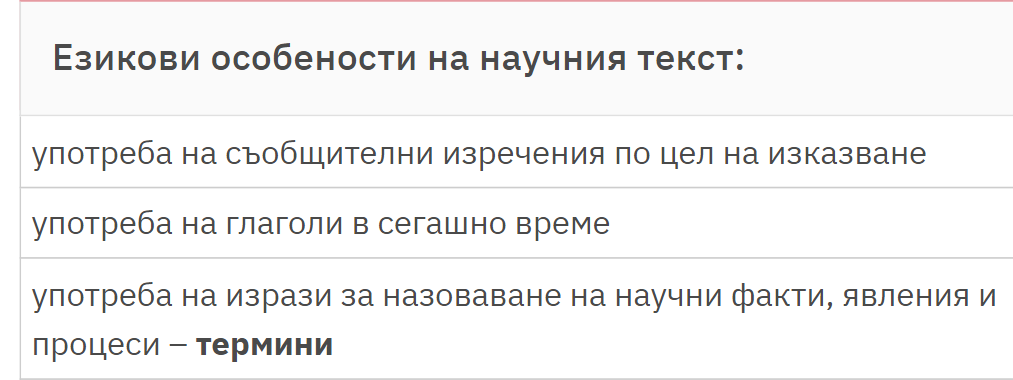 Езикови особености на научния текст:
употреба на съобщителни изречения по цел на изказване
употреба на глаголи в сегашно време
употреба на изрази за назоваване на научни факти, явления и
процеси – термини